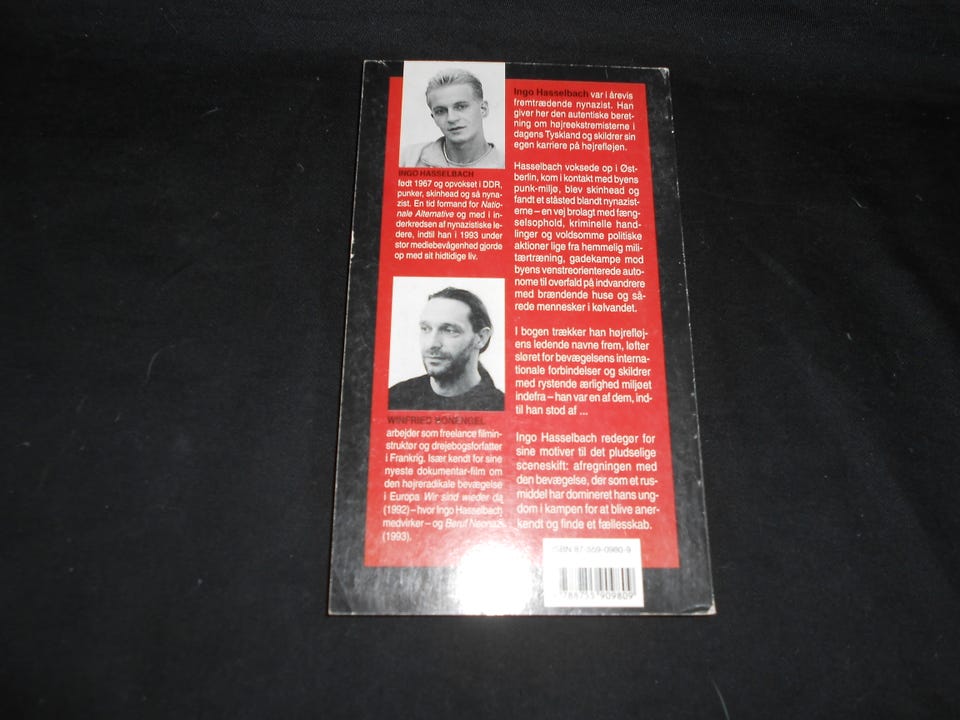 INGO HASSELBACH
født 1967 og opvokset i DDR,
punker, skinhead og så nyna-
zist. En tid formand for Natio-
nale Alternative og med i in-
derkredsen af nynazistiske le-
dere, indtil han i 1993 under
stor mediebevågenhed gjorde
op med sit hidtidige liv.
WINFRIED BONENGEL
arbejder som freelance filmin-
struktør og drejebogsforfatter
i Frankrig. Især kendt for sine
nyeste dokumentar-film om
den højreradikale bevægelse
i Europa Wir sind wieder da
(1992) – hvor Ingo Hasselbach
medvirker – og Beruf Neonazi
(1993).
Ingo Hasselbach var i årevis
fremtrædende nynazist. Han
giver her den autentiske beret-
ning om højreekstremisterne i
dagens Tyskland og skildrer sin
egen karriere på højrefløjen.
Hasselbach voksede op i Øst-
berlin, kom i kontakt med byens
punk-miljø, blev skinhead og
fandt et ståsted blandt nynazist-
erne – en vej brolagt med fæng-
selsophold, kriminelle hand-
linger og voldsomme politiske
aktioner lige fra hemmelig mili-
tærtræning, gadekampe mod
byens venstreorienterede auto-
nome til overfald på indvandrere
med brændende huse og så-
rede mennesker i kølvandet.
I bogen trækker han højrefløj-
ens ledende navne frem, løfter
sløret for bevægelsens interna-
tionale forbindelser og skildrer
med rystende ærlighed miljøet
indefra – han var en af dem, ind-
til han stod af ...
Ingo Hasselbach redegør for
sine motiver til det pludselige
sceneskift: afregningen med
den bevægelse, der som et rus-
middel har domineret hans ung-
dom i kampen for at blive aner-
kendt og finde et fællesskab.
ISBN 87-559-0980-9
9788755909809